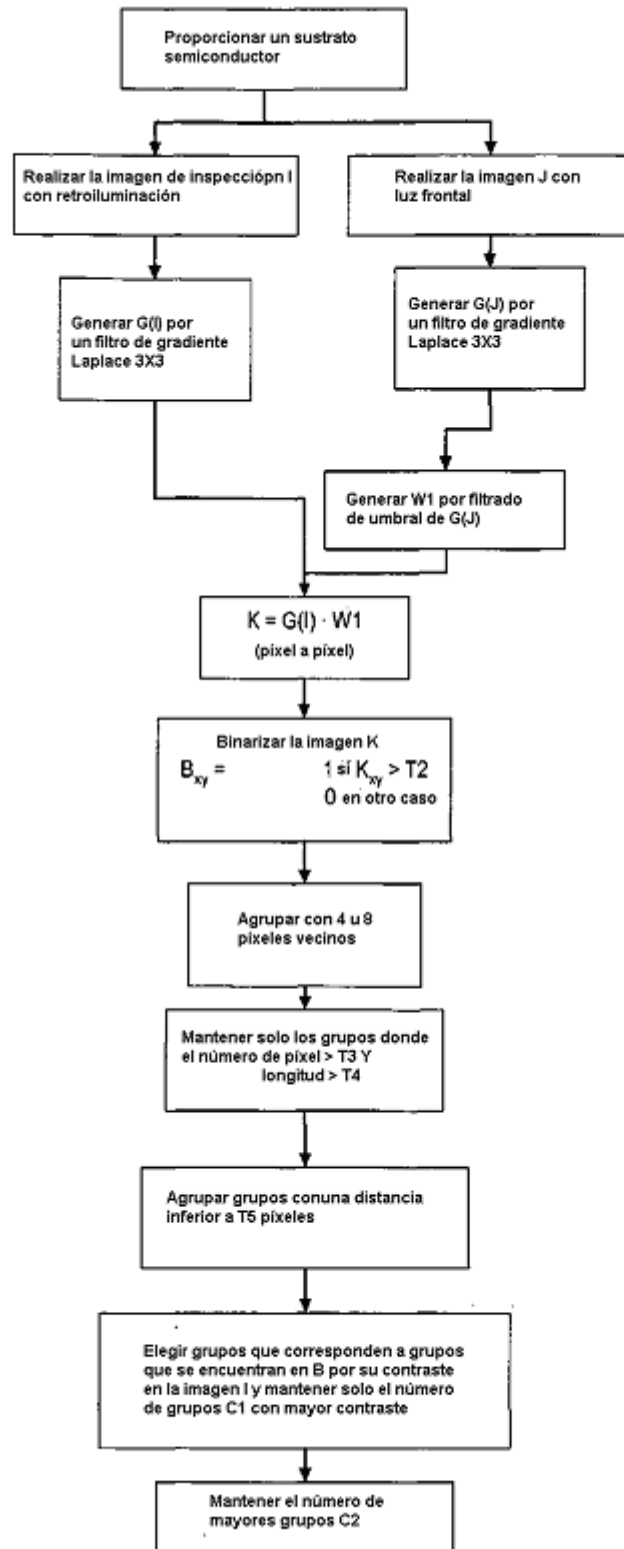 Proporcionar un sustrato
semiconductor
Realizar la imagen de inspecciópn I
con retroiluminación
Realizar la imagen J con
luz frontal
Generar G(I) por
un filtro de gradiente
Laplace 3X3
Generar G(J) por
un filtro de gradiente
Laplace 3X3
Generar W1 por filtrado
de umbral de G(J)
K = G(I) · W1
(píxel a píxel)
Binarizar la imagen K
Bxy = 1 sí Kxy > T2
0 en otro caso
Agrupar con 4 u 8
píxeles vecinos
Mantener solo los grupos donde
el número de píxel > T3 Y
longitud > T4
Agrupar grupos conuna distancia
inferior a T5 píxeles
Elegir grupos que corresponden a grupos
que se encuentran en B por su contraste
en la imagen I y mantener solo el número
de grupos C1 con mayor contraste
Mantener el número de
mayores grupos C2